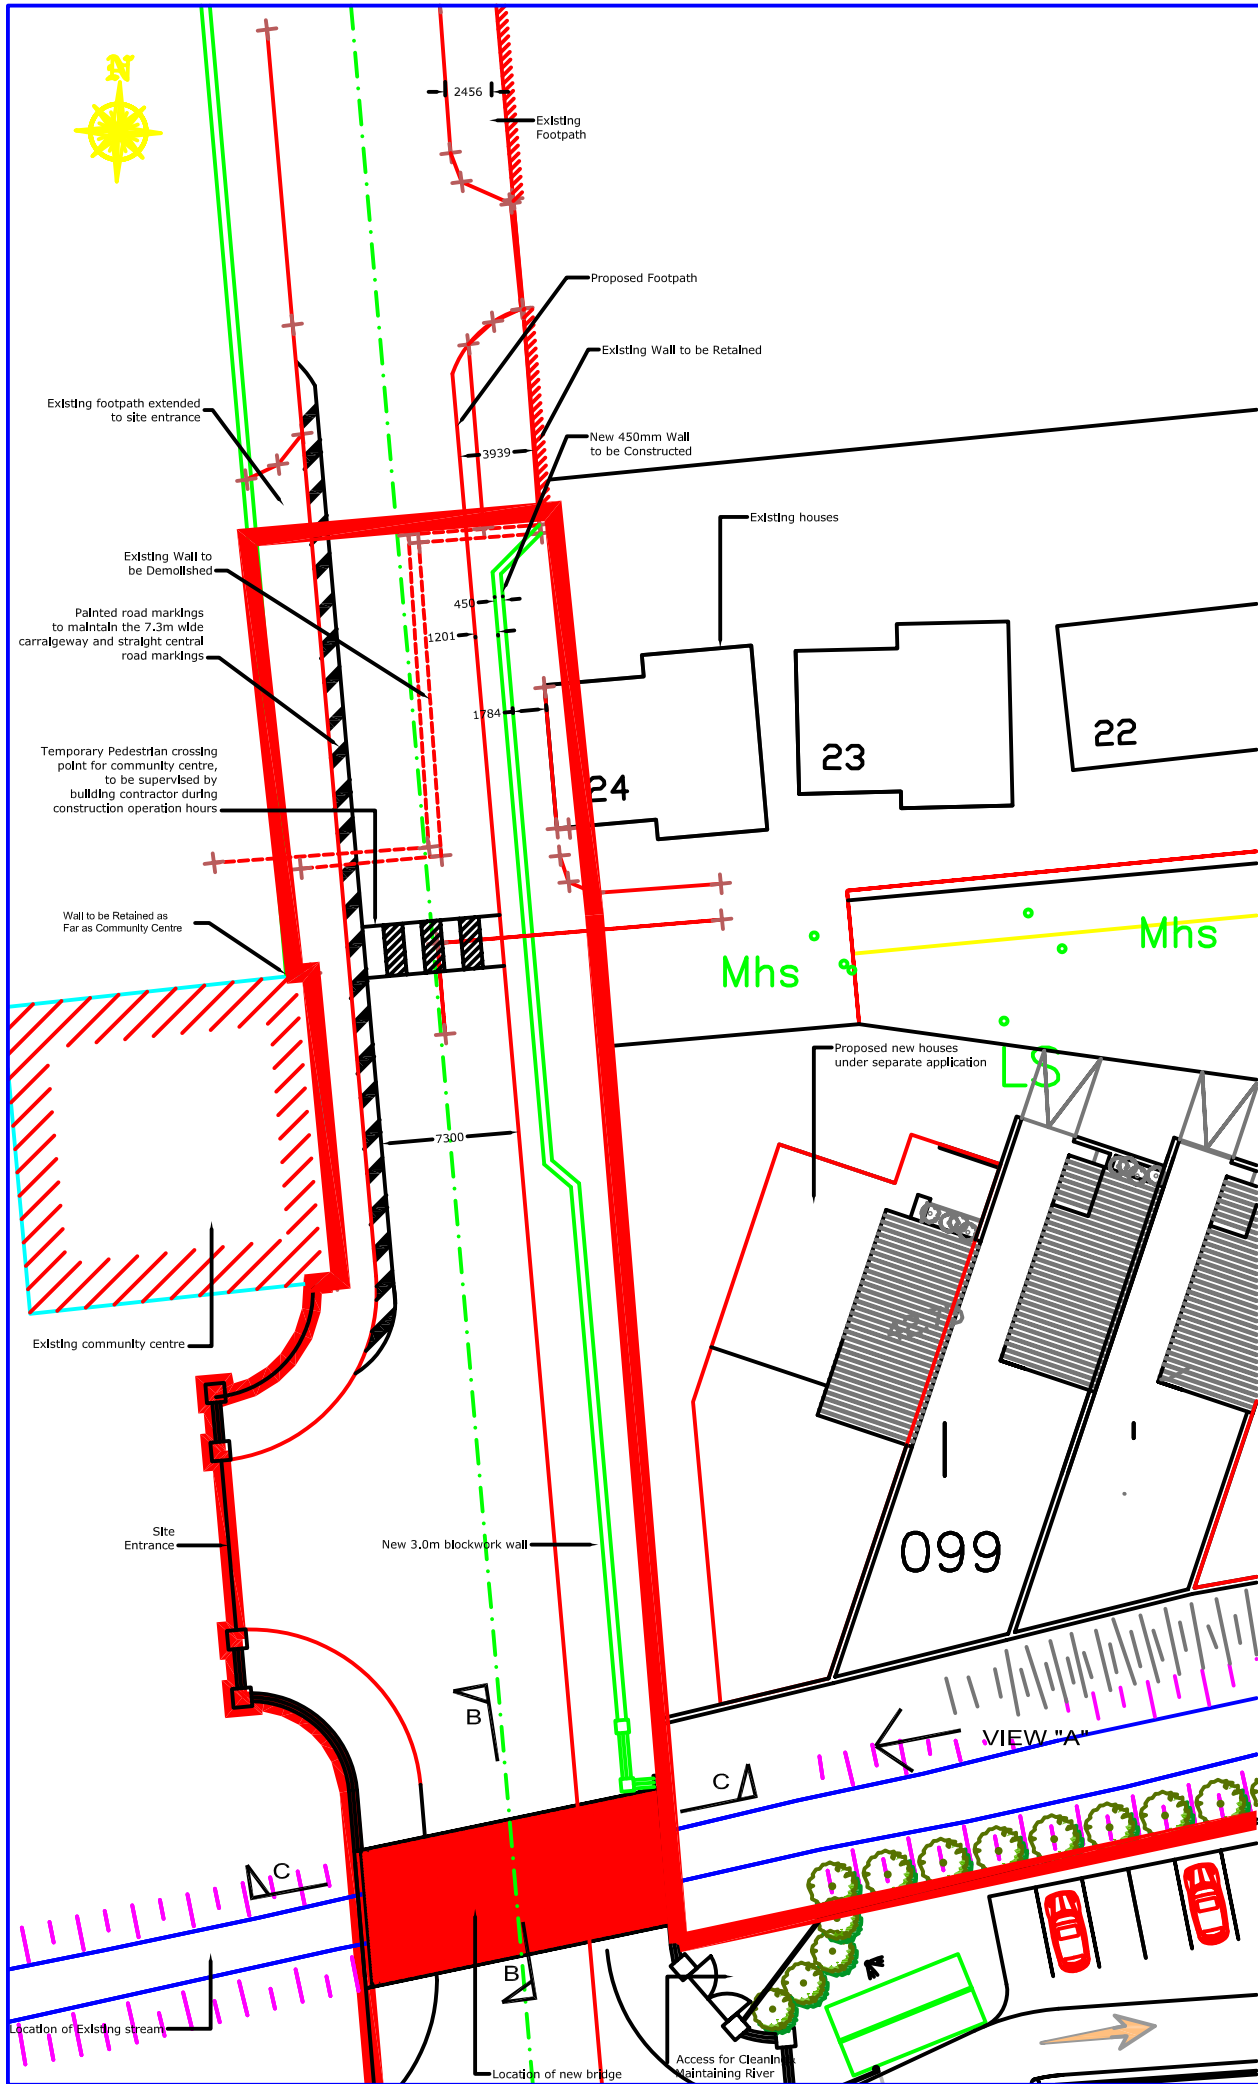 N
2456
Existing
Footpath
Proposed Footpath
Existing Wall to be Retained
Existing footpath extended
to site entrance
New 450mm Wall
to be Constructed
3939
Existing houses
Existing Wall to
be Demolished
450
Painted road markings
to maintain the 7.3m wide
carraigeway and straight central
road markings
1201
1784
24
23
22
Temporary Pedestrian crossing
point for community centre,
to be supervised by
building contractor during
construction operation hours
Wall to be Retained as
Far as Community Centre
Mhs
Mhs
LS
Proposed new houses
under separate application
7300
Existing community centre
Site
Entrance
New 3.0m blockwork wall
099
B
VIEW "A"
C
C
B
Location of Existing stream
Location of new bridge
Access for Cleaning
Maintaining River